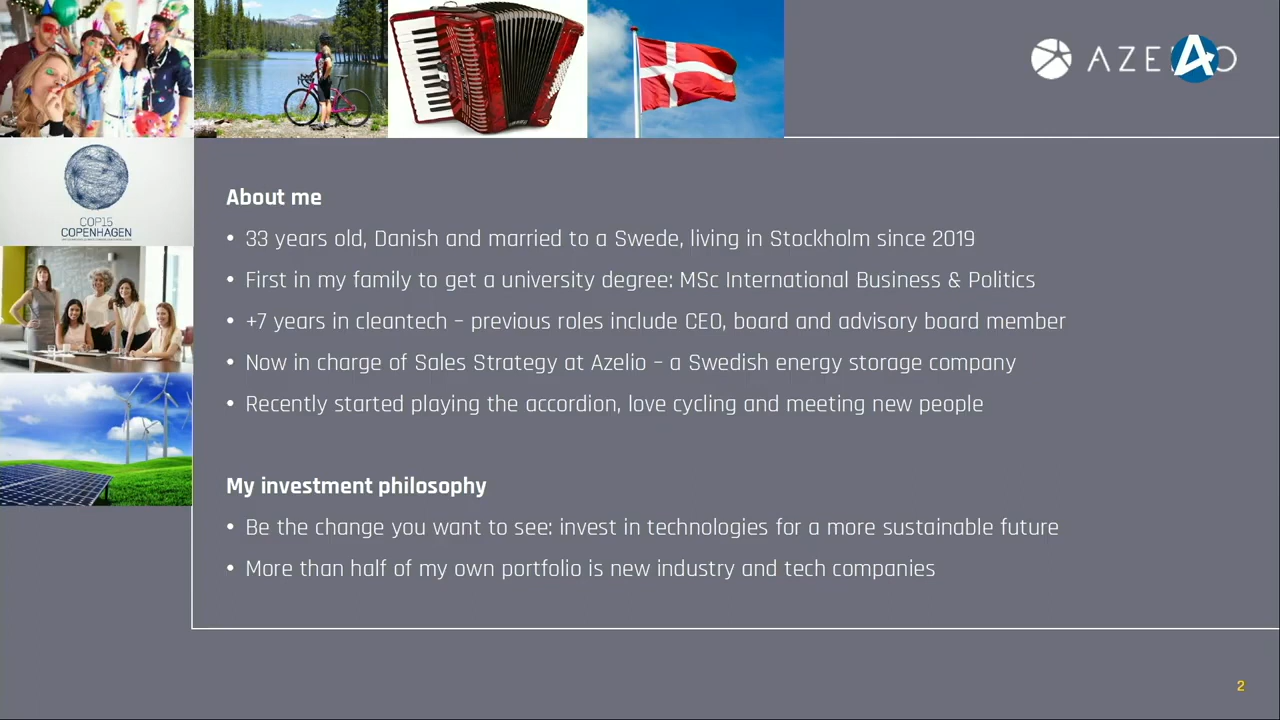 AZE O
A
COP15
COPENHAGEN
About me
• 33 years old, Danish and married to a Swede, living in Stockholm since 2019
• First in my family to get a university degree: MSc International Business & Politics
• +7 years in cleantech – previous roles include CEO, board and advisory board member
• Now in charge of Sales Strategy at Azelio – a Swedish energy storage company
• Recently started playing the accordion, love cycling and meeting new people
My investment philosophy
• Be the change you want to see: invest in technologies for a more sustainable future
• More than half of my own portfolio is new industry and tech companies
2